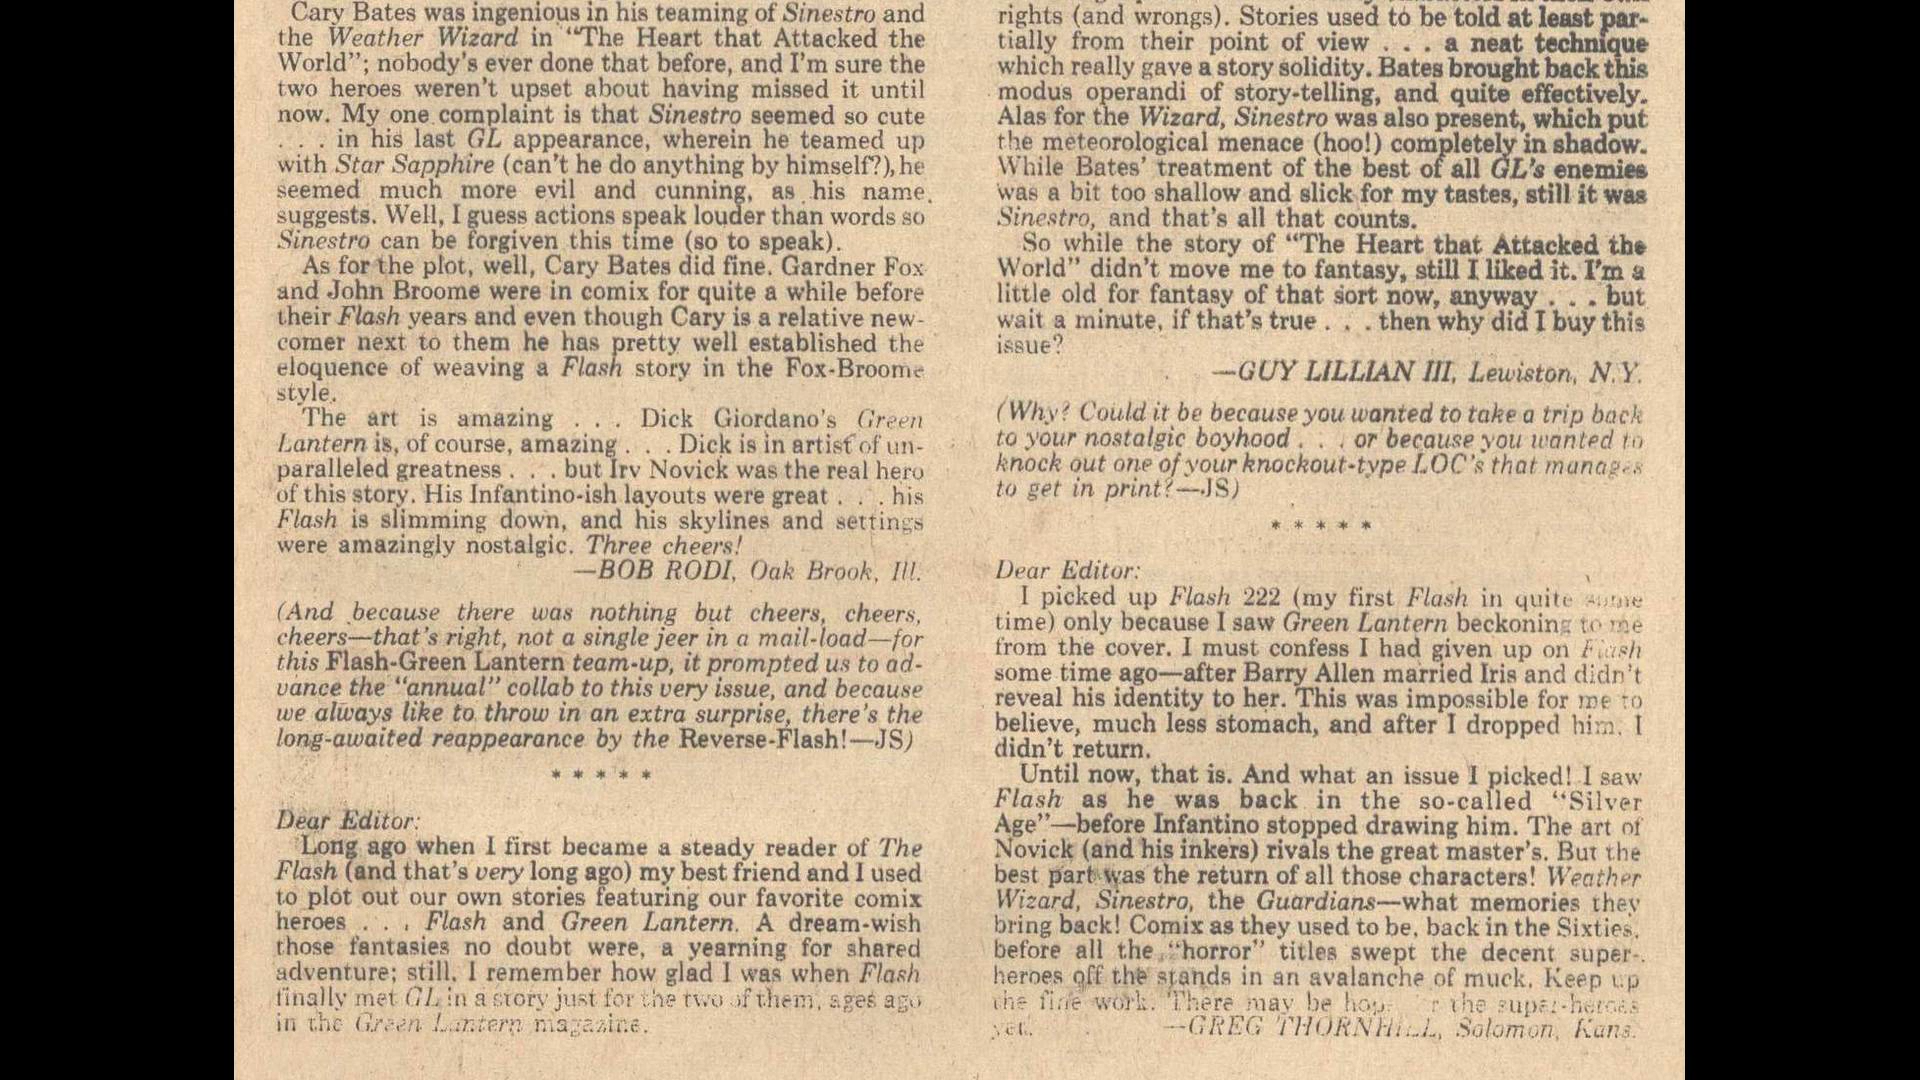 Cary Bates was ingenious in his teaming of Sinestro and
the Weather Wizard in "The Heart that Attacked the
World"; nobody's ever done that before, and I'm sure the
two heroes weren't upset about having missed it until
now. My one complaint is that Sinestro seemed so cute
. . . in his last GL appearance, wherein he teamed up
with Star Sapphire (can't he do anything by himself?), he
seemed much more evil and cunning, as his name
suggests. Well, I guess actions speak louder than words so
Sinestro can be forgiven this time (so to speak).
As for the plot, well, Cary Bates did fine. Gardner Fox
and John Broome were in comix for quite a while before
their Flash years and even though Cary is a relative new-
comer next to them he has pretty well established the
eloquence of weaving a Flash story in the Fox-Broome
style.
The art is amazing . . . Dick Giordano's Green
Lantern is, of course, amazing . . . Dick is in artist of un-
paralleled greatness . . . but Irv Novick was the real hero
of this story. His Infantino-ish layouts were great . . . his
Flash is slimming down, and his skylines and settings
were amazingly nostalgic. Three cheers!
—BOB RODI, Oak Brook, Ill.
(And because there was nothing but cheers, cheers,
cheers—that's right, not a single jeer in a mail-load—for
this Flash-Green Lantern team-up, it prompted us to ad-
vance the "annual" collab to this very issue, and because
we always like to throw in an extra surprise, there's the
long-awaited reappearance by the Reverse-Flash!—JS)
* * * * *
Dear Editor:
Long ago when I first became a steady reader of The
Flash (and that's very long ago) my best friend and I used
to plot out our own stories featuring our favorite comix
heroes . . . Flash and Green Lantern. A dream-wish
those fantasies no doubt were, a yearning for shared
adventure; still, I remember how glad I was when Flash
finally met GL in a story just for the two of them, ages ago
in the Green Lantern magazine.
rights (and wrongs). Stories used to be told at least par-
tially from their point of view . . . a neat technique
which really gave a story solidity. Bates brought back this
modus operandi of story-telling, and quite effectively.
Alas for the Wizard, Sinestro was also present, which put
the meteorological menace (hoo!) completely in shadow.
While Bates' treatment of the best of all GL's enemies
was a bit too shallow and slick for my tastes, still it was
Sinestro, and that's all that counts.
So while the story of "The Heart that Attacked the
World" didn't move me to fantasy, still I liked it. I'm a
little old for fantasy of that sort now, anyway . . . but
wait a minute, if that's true . . . then why did I buy this
issue?
—GUY LILLIAN III, Lewiston, N.Y.
(Why? Could it be because you wanted to take a trip back
to your nostalgic boyhood . . . or because you wanted to
knock out one of your knockout-type LOC's that manages
to get in print?—JS)
* * * * *
Dear Editor:
I picked up Flash 222 (my first Flash in quite some
time) only because I saw Green Lantern beckoning to me
from the cover. I must confess I had given up on Flash
some time ago—after Barry Allen married Iris and didn't
reveal his identity to her. This was impossible for me to
believe, much less stomach, and after I dropped him, I
didn't return.
Until now, that is. And what an issue I picked! I saw
Flash as he was back in the so-called "Silver
Age"—before Infantino stopped drawing him. The art of
Novick (and his inkers) rivals the great master's. But the
best part was the return of all those characters! Weather
Wizard, Sinestro, the Guardians—what memories they
bring back! Comix as they used to be, back in the Sixties,
before all the "horror" titles swept the decent super-
heroes off the stands in an avalanche of muck. Keep up
the fine work. There may be the super-heroes
yet.
—GREG THORNHILL, Solomon, Kans.